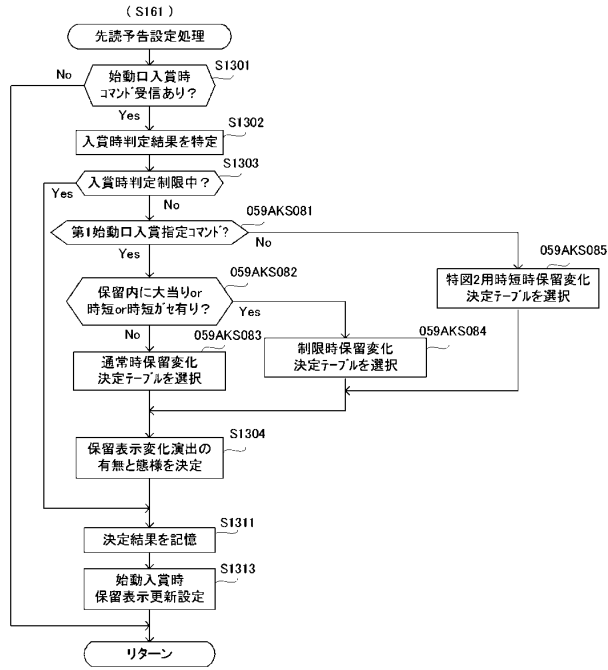 (S161)
先読予告設定処理
S1301
始動口入賞時
コマンド受信あり?
No
Yes
S1302
入賞時判定結果を特定
S1303
入賞時判定制限中?
Yes
No
059AKS081
第1始動口入賞指定コマンド?
No
Yes
059AKS085
特図2用時短時保留変化
決定テーブルを選択
059AKS082
保留内に大当りor
時短or時短ガセ有り?
Yes
No
059AKS083
通常時保留変化
決定テーブルを選択
059AKS084
制限時保留変化
決定テーブルを選択
S1304
保留表示変化演出の
有無と態様を決定
S1311
決定結果を記憶
S1313
始動入賞時
保留表示更新設定
リターン